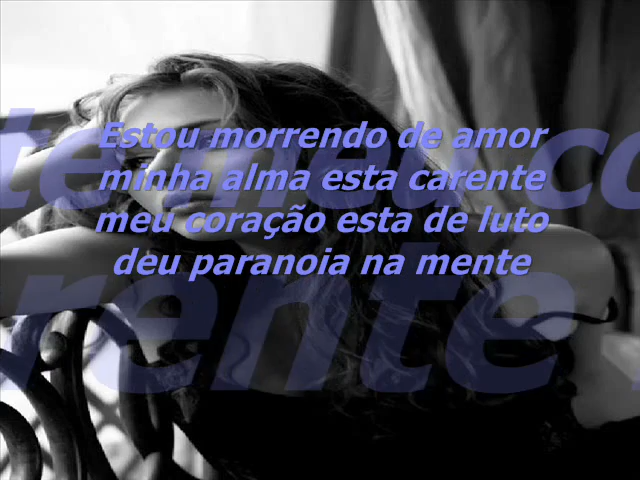 Estou morrendo de amor
minha alma esta carente
meu coração esta de luto
deu paranoia na mente